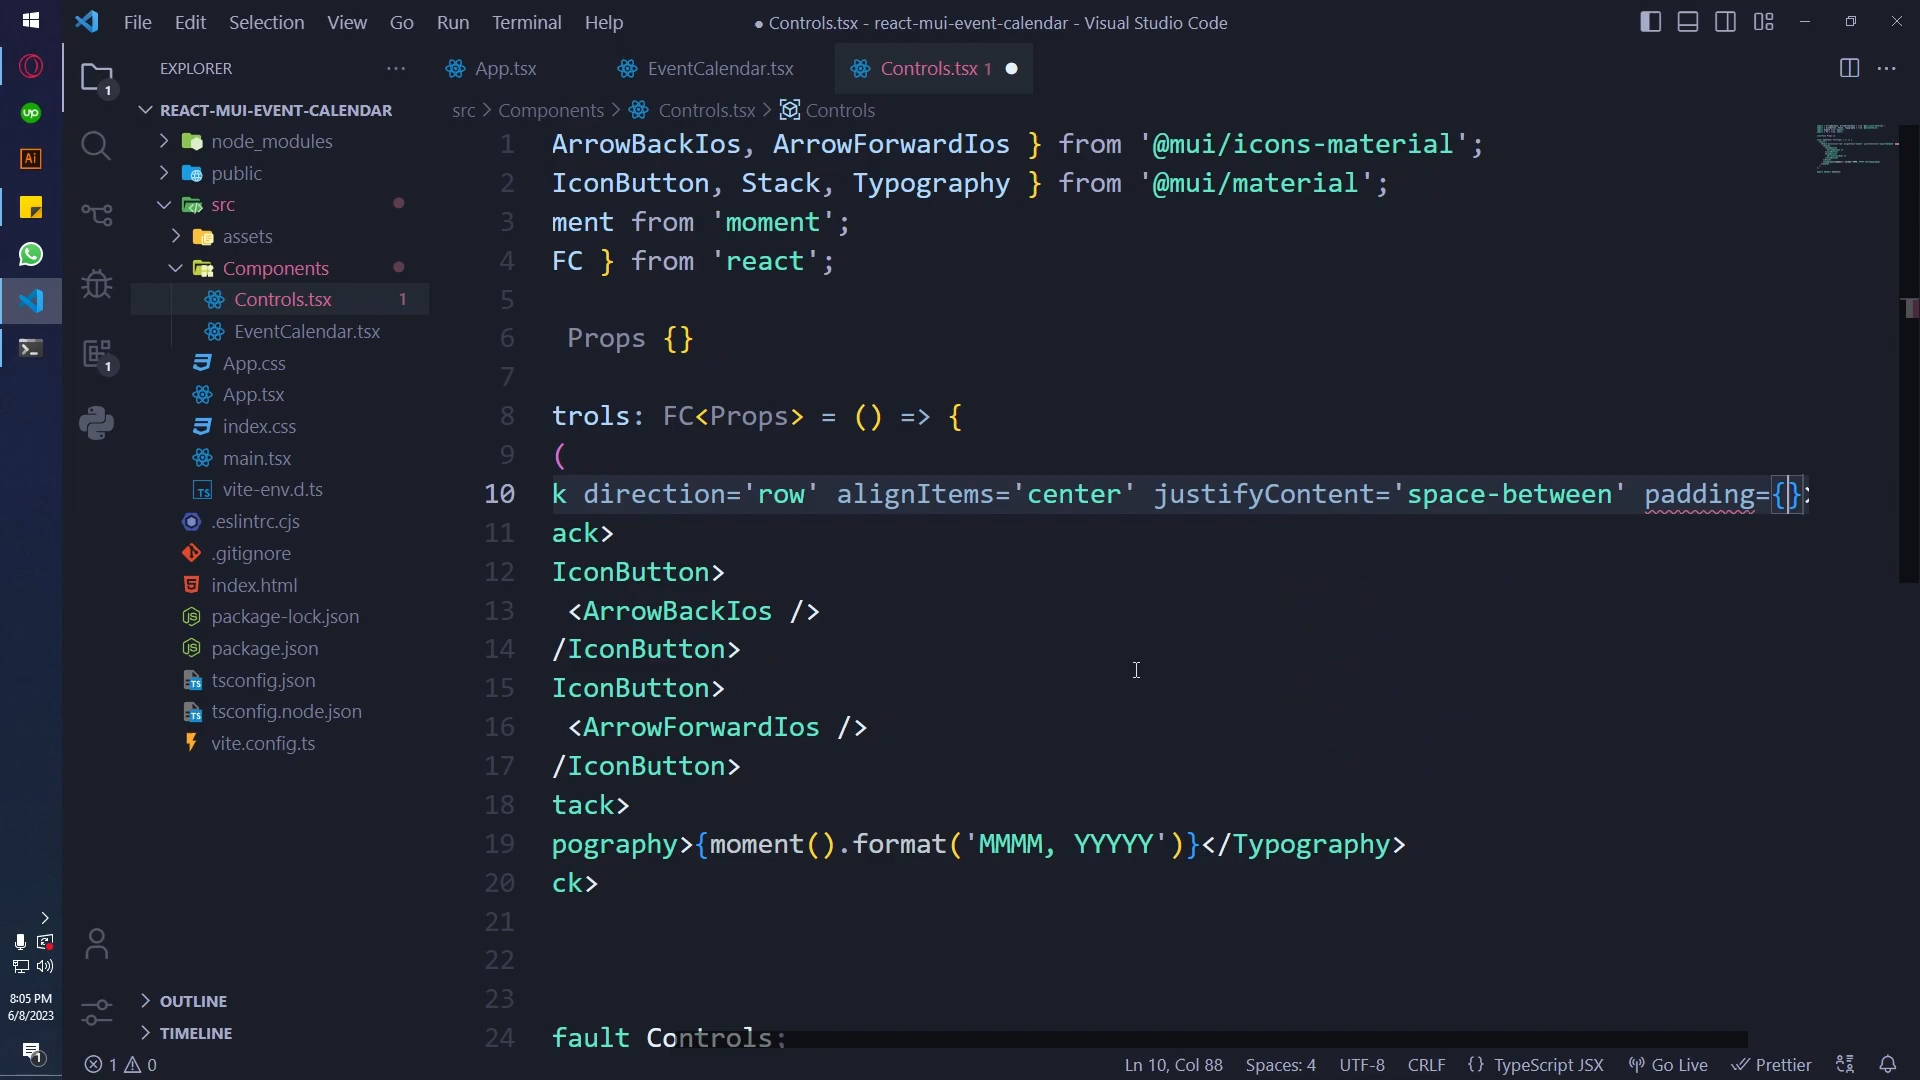 File Edit Selection View Go Run Terminal Help
● Controls.tsx - react-mui-event-calendar - Visual Studio Code
EXPLORER
App.tsx
EventCalendar.tsx
Controls.tsx 1
src > Components > Controls.tsx > Controls
REACT-MUI-EVENT-CALENDAR
node_modules
public
src
assets
Components
Controls.tsx 1
EventCalendar.tsx
App.css
App.tsx
index.css
main.tsx
TS vite-env.d.ts
.eslintrc.cjs
.gitignore
index.html
package-lock.json
package.json
tsconfig.json
tsconfig.node.json
vite.config.ts
OUTLINE
TIMELINE
1 ArrowBackIos, ArrowForwardIos } from '@mui/icons-material';
2 IconButton, Stack, Typography } from '@mui/material';
3 ment from 'moment';
4 FC } from 'react';
5
6 Props {}
7
8 trols: FC<Props> = () => {
9 (
10 k direction='row' alignItems='center' justifyContent='space-between' padding={}>
11 ack>
12 IconButton>
13 <ArrowBackIos />
14 /IconButton>
15 IconButton>
16 <ArrowForwardIos />
17 /IconButton>
18 tack>
19 pography>{moment().format('MMMM, YYYYY')}</Typography>
20 ck>
21
22
23
24 fault Controls;
up
Ai
1
1
8:05 PM
6/8/2023
1
1 0
Ln 10, Col 88 Spaces: 4 UTF-8 CRLF {} TypeScript JSX Go Live Prettier